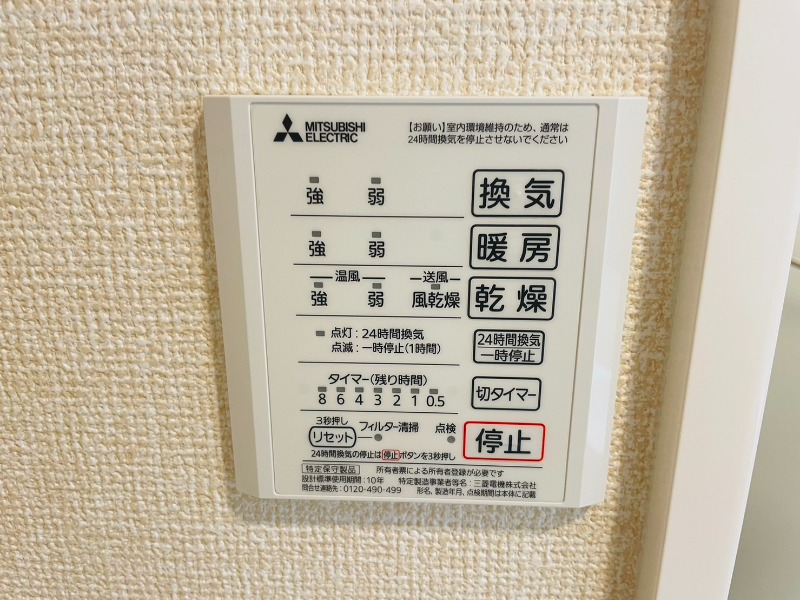 MITSUBISHI
ELECTRIC
【お願い】室内環境維持のため、通常は
24時間換気を停止させないでください
強 弱 換気
強 弱 暖房
温風 送風
強 弱 風乾燥 乾燥
点灯：24時間換気
点滅：一時停止(1時間)
24時間換気
一時停止
タイマー(残り時間)
8 6 4 3 2 1 0.5
切タイマー
3秒押し
リセット フィルター清掃 点検
停止
24時間換気の停止は停止ボタンを3秒押し
特定保守製品 所有者票による所有者登録が必要です
設計標準使用期間：10年 特定製造事業者等名：三菱電機株式会社
問合せ連絡先：0120-490-499 形名、製造年月、点検期間は本体に記載